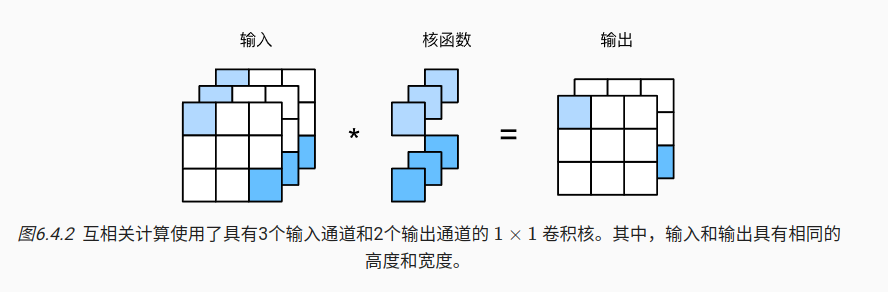 输入 核函数 输出
* =
图6.4.2 互相关计算使用了具有3个输入通道和2个输出通道的 1 × 1 卷积核。其中，输入和输出具有相同的
高度和宽度。